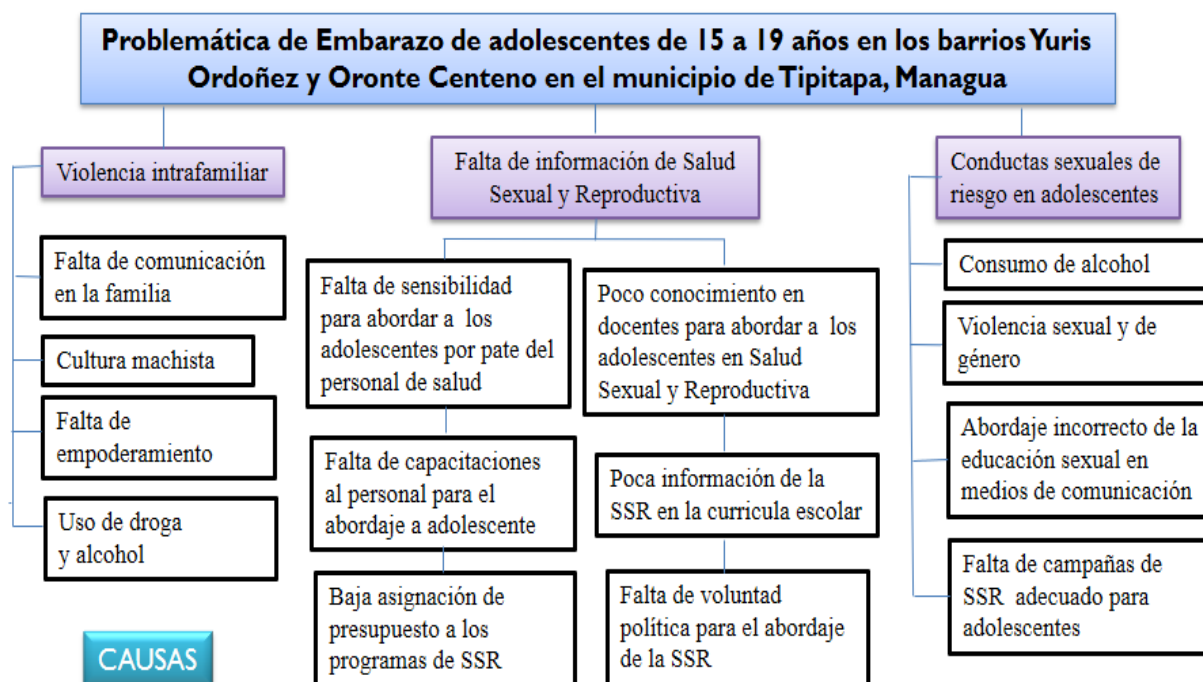 Problemática de Embarazo de adolescentes de 15 a 19 años en los barrios Yuris
Ordoñez y Oronte Centeno en el municipio de Tipitapa, Managua
Violencia intrafamiliar
Falta de comunicación
en la familia
Cultura machista
Falta de
empoderamiento
Uso de droga
y alcohol
Falta de información de Salud
Sexual y Reproductiva
Falta de sensibilidad
para abordar a los
adolescentes por pate del
personal de salud
Falta de capacitaciones
al personal para el
abordaje a adolescente
Baja asignación de
presupuesto a los
programas de SSR
Poco conocimiento en
docentes para abordar a los
adolescentes en Salud
Sexual y Reproductiva
Poca información de la
SSR en la curricula escolar
Falta de voluntad
política para el abordaje
de la SSR
Conductas sexuales de
riesgo en adolescentes
Consumo de alcohol
Violencia sexual y de
género
Abordaje incorrecto de la
educación sexual en
medios de comunicación
Falta de campañas de
SSR adecuado para
adolescentes
CAUSAS